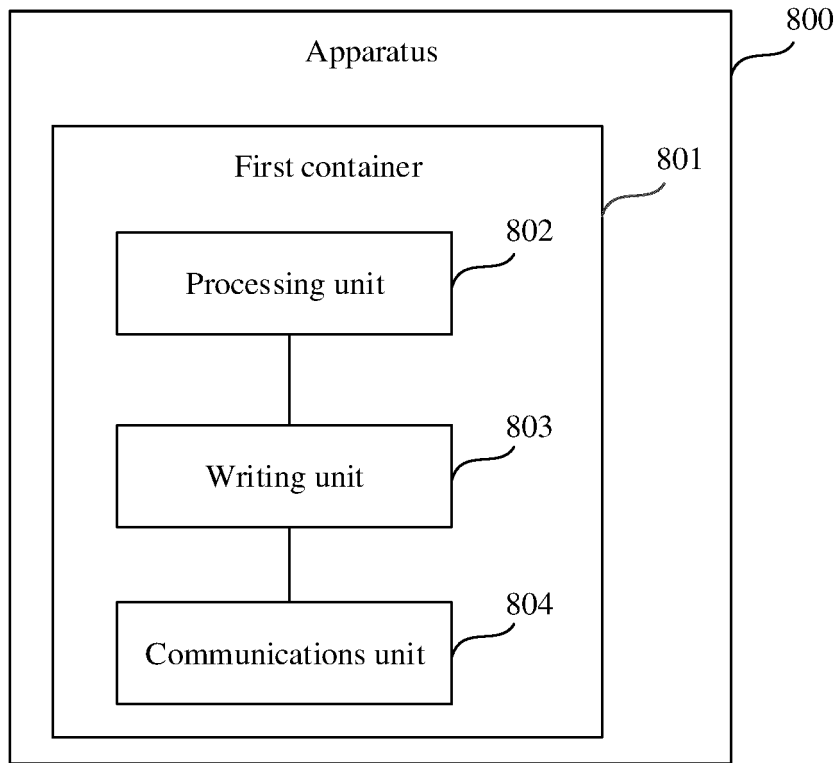 800
Apparatus
801
First container
802
Processing unit
803
Writing unit
804
Communications unit